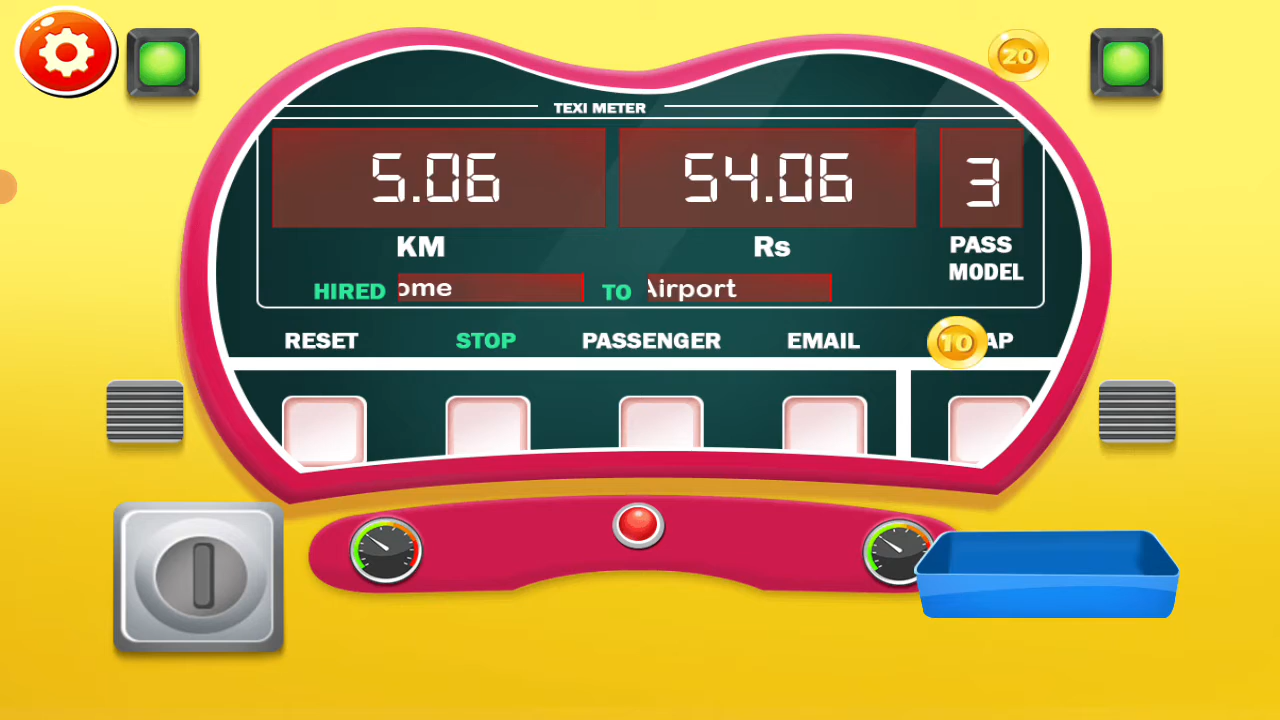 20
TEXI METER
5.06 54.06 3
KM Rs PASS
MODEL
HIRED ome TO Airport
RESET STOP PASSENGER EMAIL AP
10